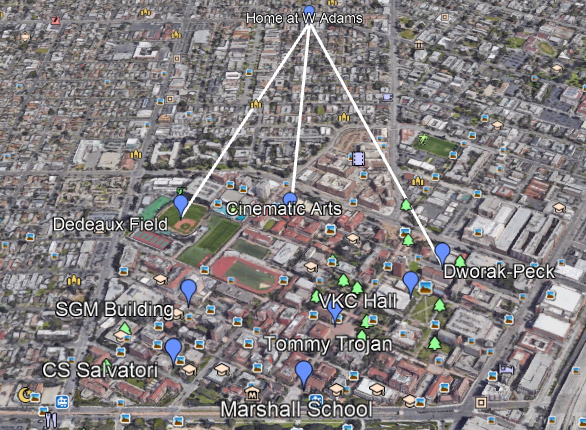 Home at W Adams
Dedeaux Field
Cinematic Arts
Dworak-Peck
SGM Building
VKC Hall
Tommy Trojan
CS Salvatori
Marshall School